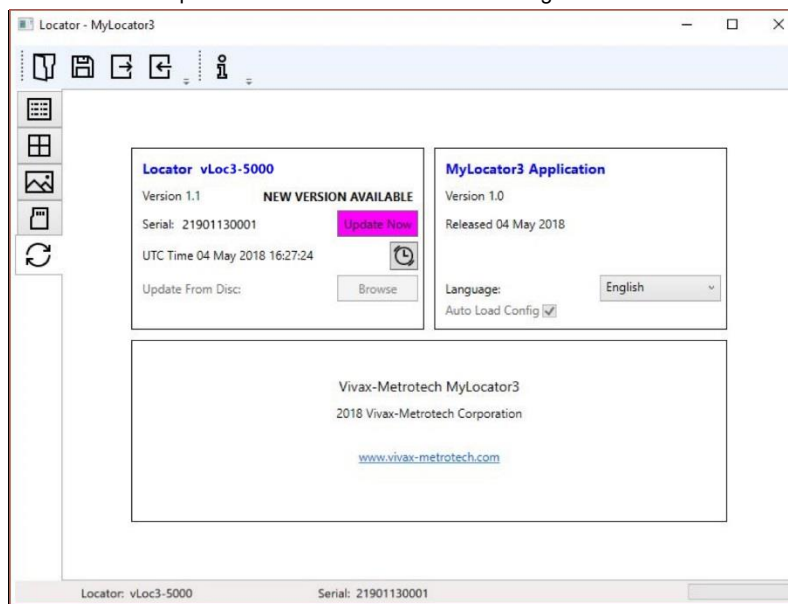 Locator - MyLocator3
Locator vLoc3-5000
Version 1.1 NEW VERSION AVAILABLE
Serial: 21901130001 Update Now
UTC Time 04 May 2018 16:27:24
Update From Disc: Browse
MyLocator3 Application
Version 1.0
Released 04 May 2018
Language: English
Auto Load Config
Vivax-Metrotech MyLocator3
2018 Vivax-Metrotech Corporation
www.vivax-metrotech.com
Locator: vLoc3-5000 Serial: 21901130001